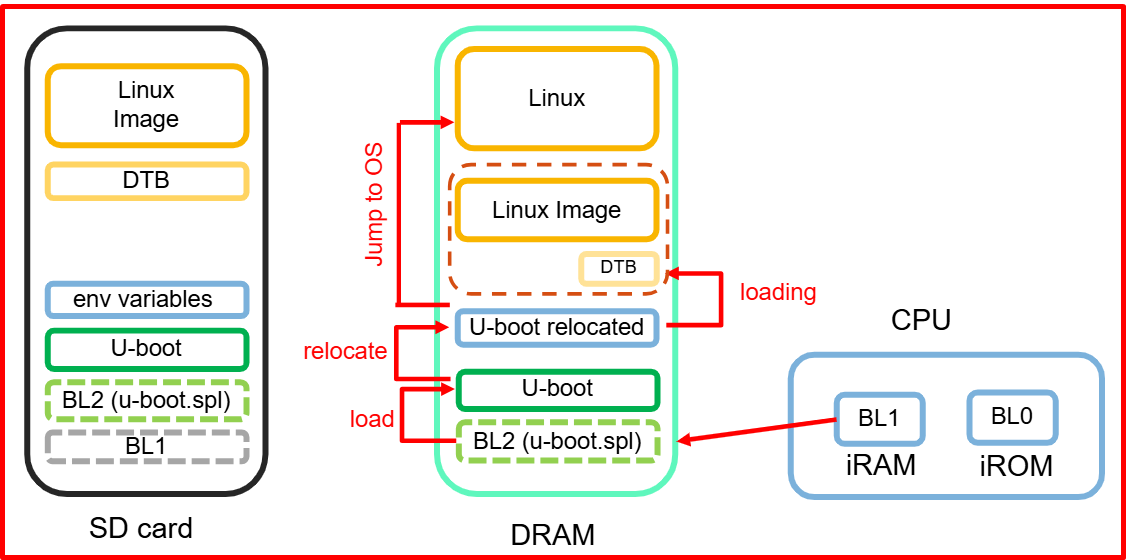 Linux
Image
DTB
env variables
U-boot
BL2 (u-boot.spl)
BL1
SD card
Linux
Linux Image
DTB
U-boot relocated
U-boot
BL2 (u-boot.spl)
DRAM
Jump to OS
relocate
load
loading
CPU
BL1
BL0
iRAM
iROM